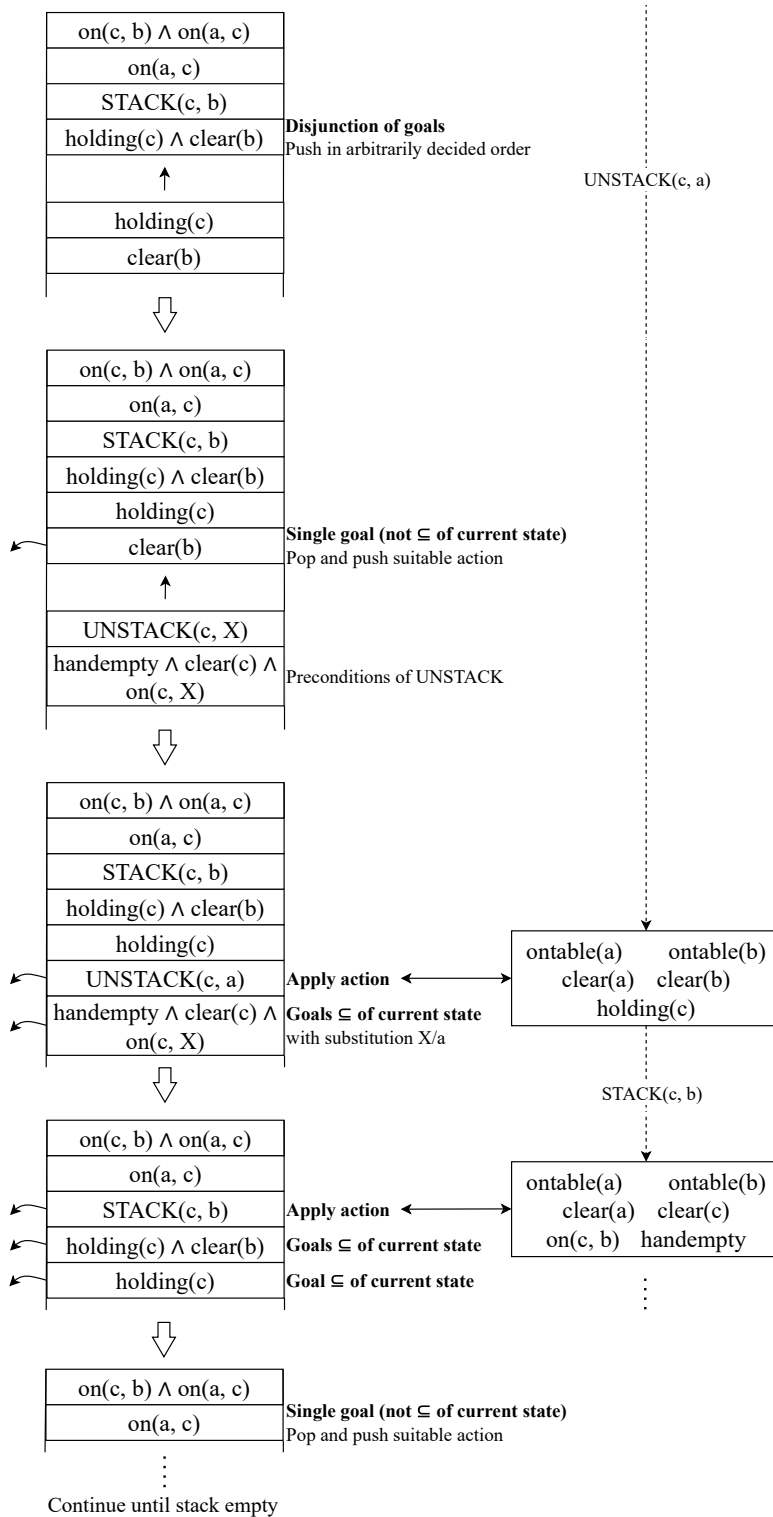 on(c, b) ∧ on(a, c)
on(a, c)
STACK(c, b)
holding(c) ∧ clear(b)
Disjunction of goals
Push in arbitrarily decided order
holding(c)
clear(b)
UNSTACK(c, a)
on(c, b) ∧ on(a, c)
on(a, c)
STACK(c, b)
holding(c) ∧ clear(b)
holding(c)
clear(b)
Single goal (not ⊆ of current state)
Pop and push suitable action
UNSTACK(c, X)
handempty ∧ clear(c) ∧
on(c, X)
Preconditions of UNSTACK
on(c, b) ∧ on(a, c)
on(a, c)
STACK(c, b)
holding(c) ∧ clear(b)
holding(c)
UNSTACK(c, a)
Apply action
handempty ∧ clear(c) ∧
on(c, X)
Goals ⊆ of current state
with substitution X/a
ontable(a) ontable(b)
clear(a) clear(b)
holding(c)
STACK(c, b)
on(c, b) ∧ on(a, c)
on(a, c)
STACK(c, b)
Apply action
holding(c) ∧ clear(b)
Goals ⊆ of current state
holding(c)
Goal ⊆ of current state
ontable(a) ontable(b)
clear(a) clear(c)
on(c, b) handempty
on(c, b) ∧ on(a, c)
on(a, c)
Single goal (not ⊆ of current state)
Pop and push suitable action
Continue until stack empty